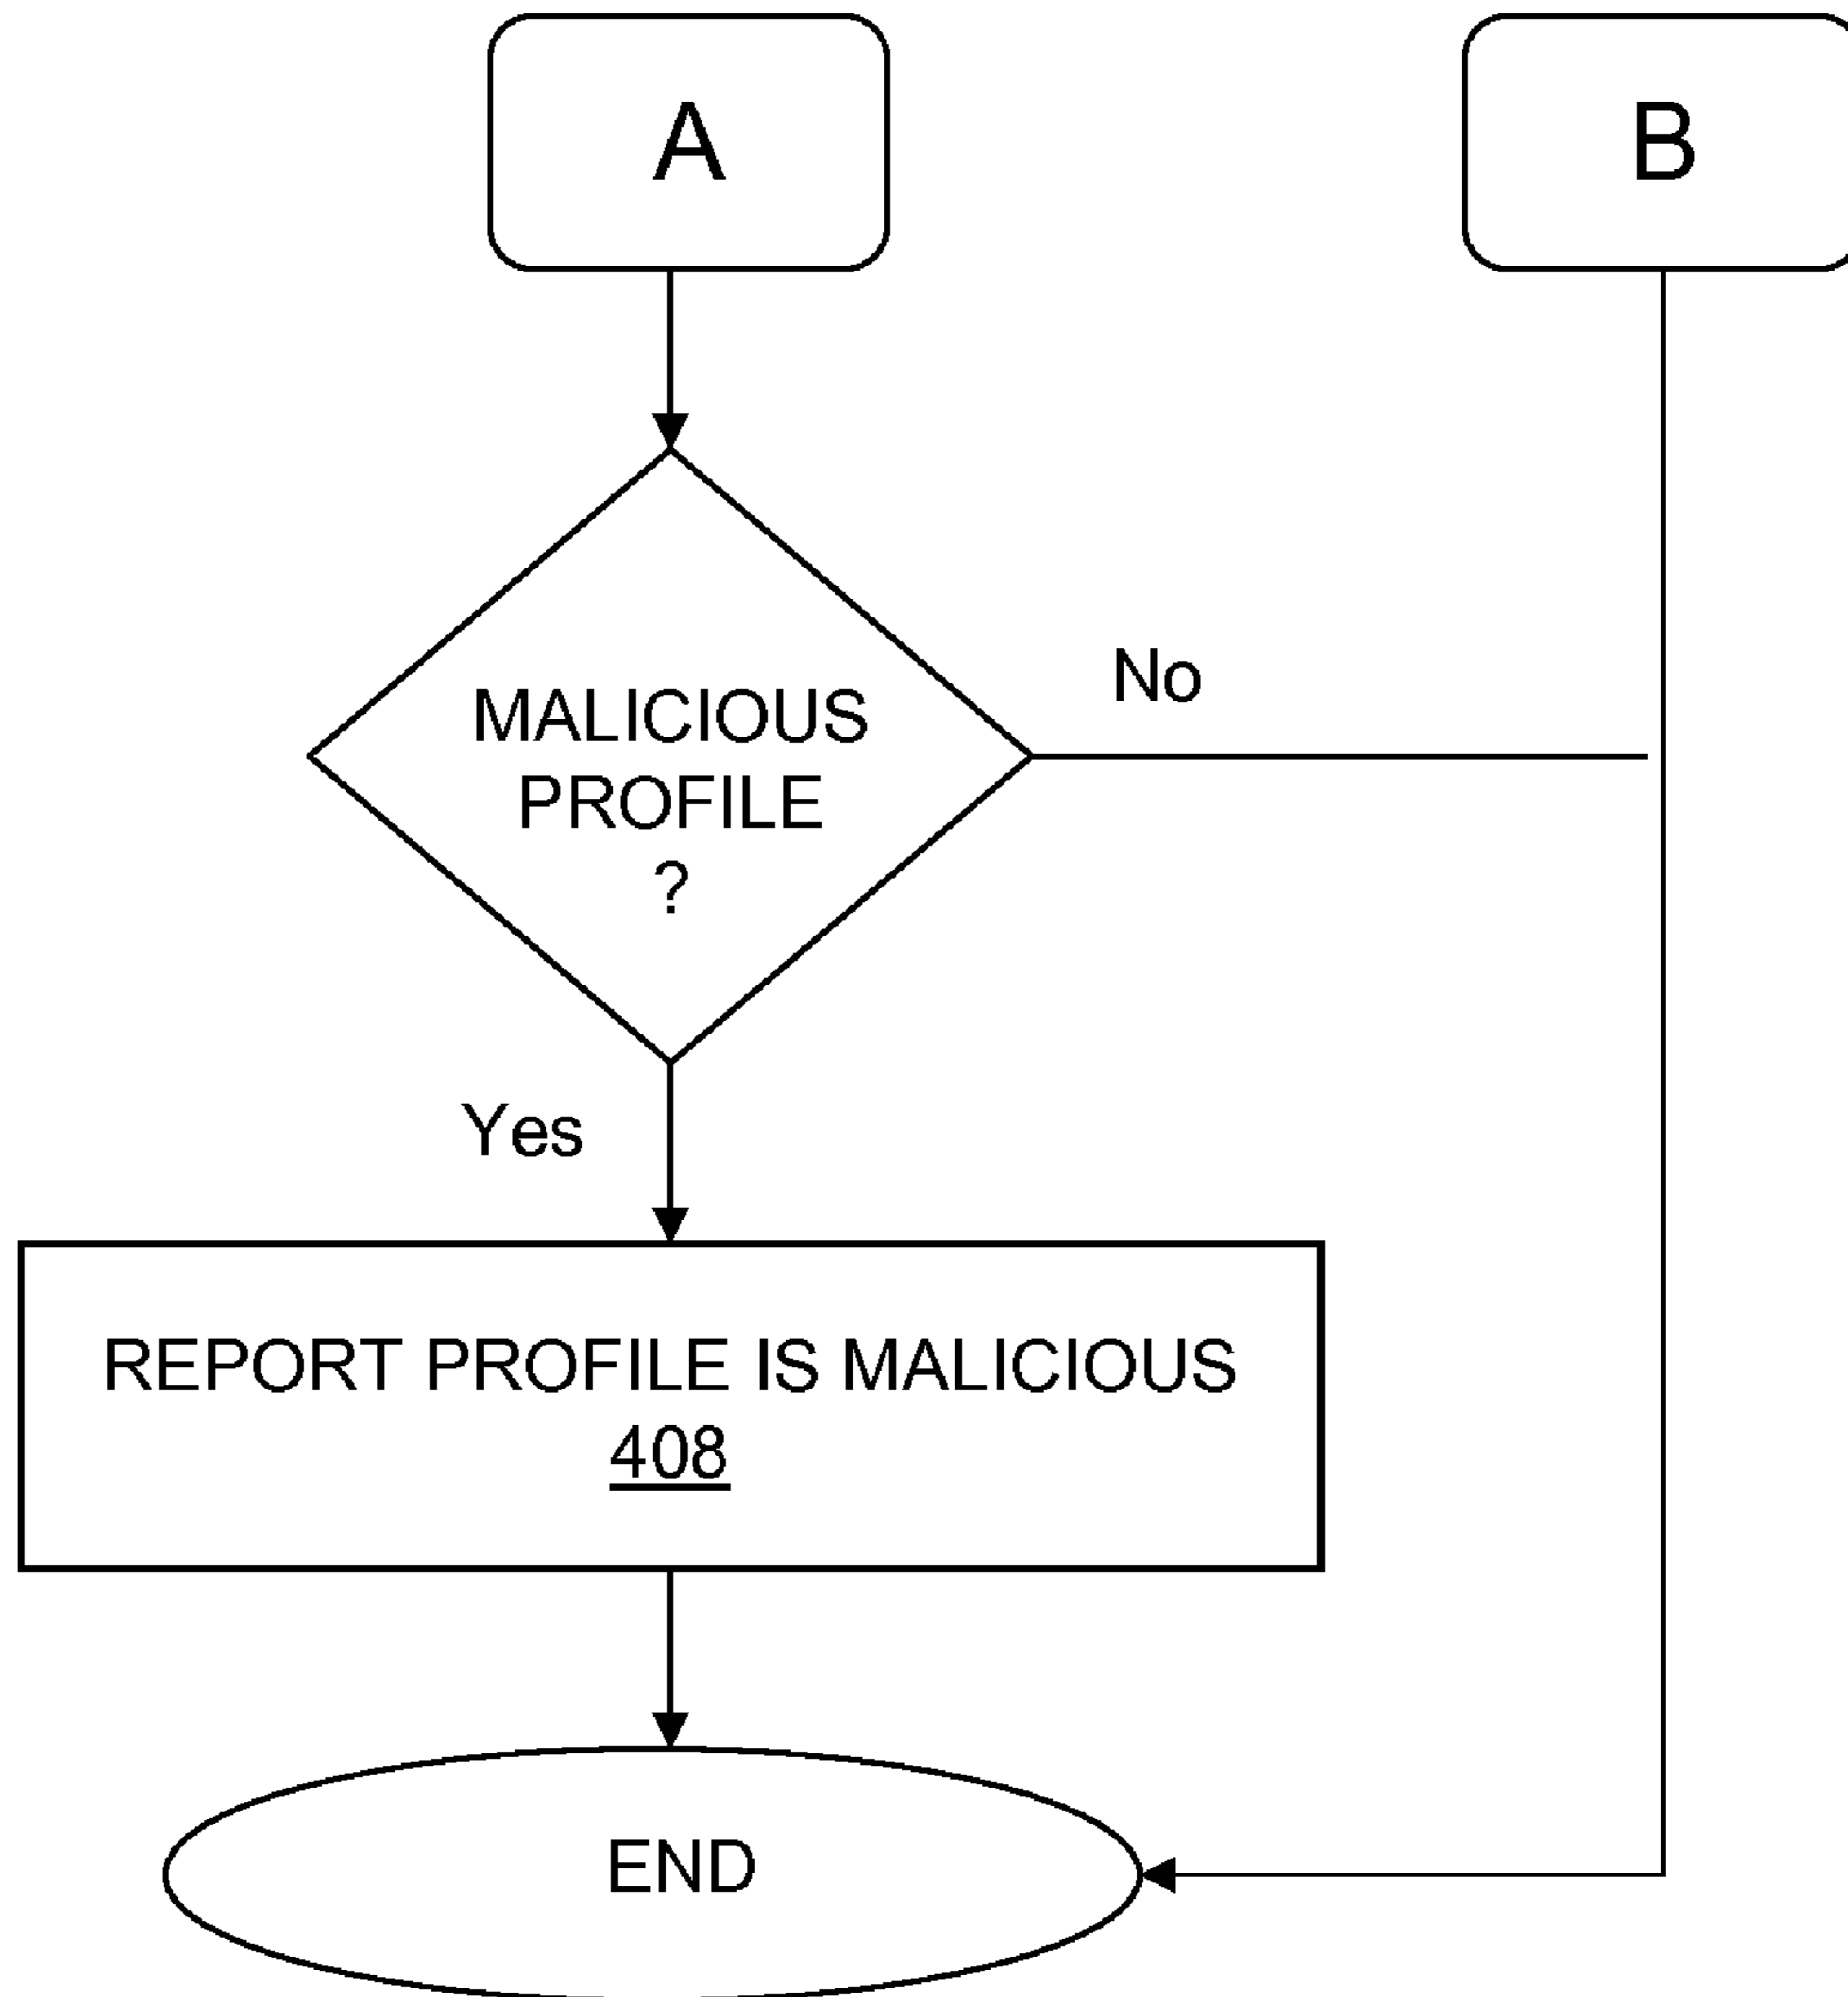 A
B
MALICIOUS
PROFILE
?
No
Yes
REPORT PROFILE IS MALICIOUS
408
END